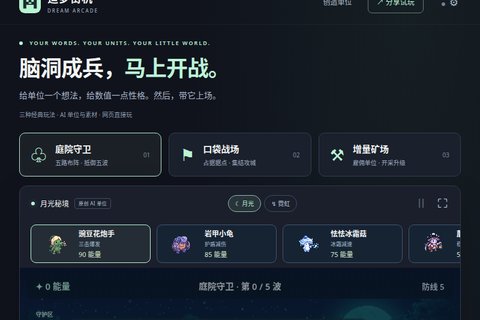 DREAM ARCADE
创造单位
↗ 分享试玩
YOUR WORDS. YOUR UNITS. YOUR LITTLE WORLD.
脑洞成兵，马上开战。
给单位一个想法，给数值一点性格。然后，带它上场。
三种经典玩法 · AI 单位与素材 · 网页直接玩
庭院守卫
五路布阵 · 抵御五波
01
口袋战场
占据据点 · 集结攻城
02
增量矿场
雇佣单位 · 开采升级
03
月光秘境
原创 AI 单位
☾ 月光
↯ 霓虹
豌豆花炮手
三连爆发
90 能量
岩甲小龟
护盾减伤
85 能量
怯怯冰霜菇
冰霜减速
75 能量
✦ 0 能量
庭院守卫 · 第 0 / 5 波
防线 5
守护区